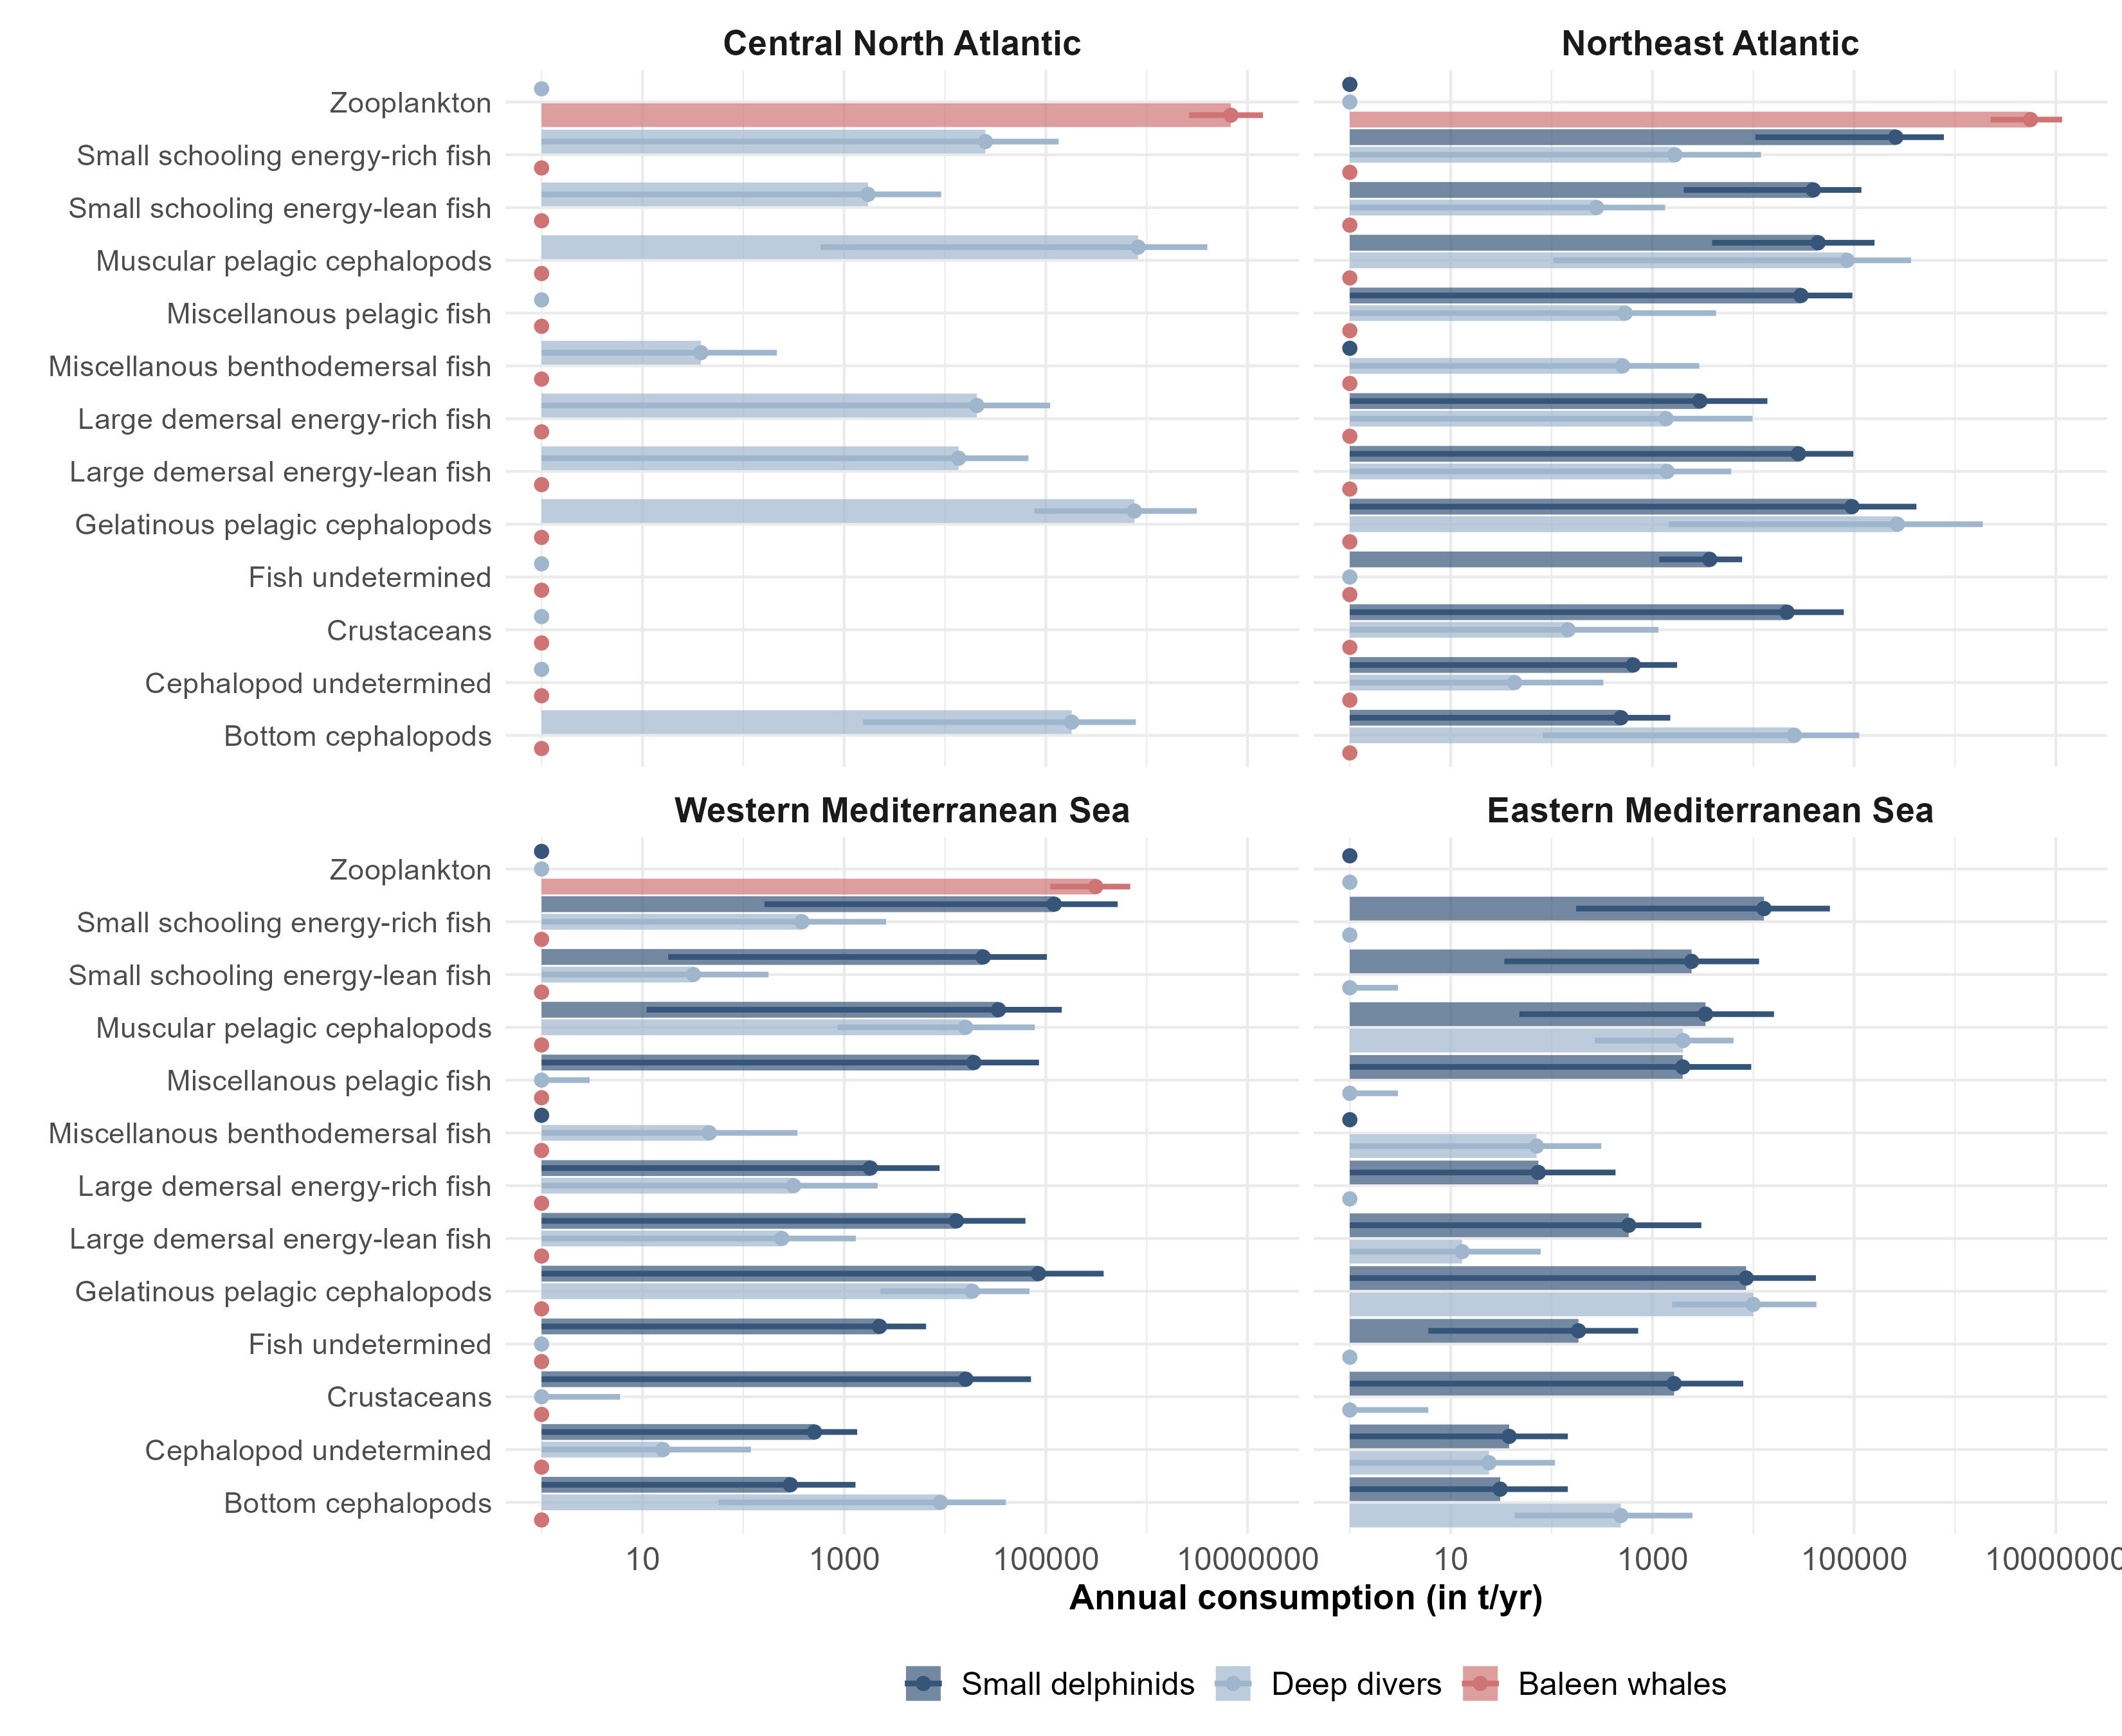 Central North Atlantic
Northeast Atlantic
Zooplankton
Small schooling energy-rich fish
Small schooling energy-lean fish
Muscular pelagic cephalopods
Miscellanous pelagic fish
Miscellanous benthodemersal fish
Large demersal energy-rich fish
Large demersal energy-lean fish
Gelatinous pelagic cephalopods
Fish undetermined
Crustaceans
Cephalopod undetermined
Bottom cephalopods
Western Mediterranean Sea
Eastern Mediterranean Sea
Zooplankton
Small schooling energy-rich fish
Small schooling energy-lean fish
Muscular pelagic cephalopods
Miscellanous pelagic fish
Miscellanous benthodemersal fish
Large demersal energy-rich fish
Large demersal energy-lean fish
Gelatinous pelagic cephalopods
Fish undetermined
Crustaceans
Cephalopod undetermined
Bottom cephalopods
10 1000 100000 10000000
10 1000 100000 10000000
Annual consumption (in t/yr)
Small delphinids Deep divers Baleen whales